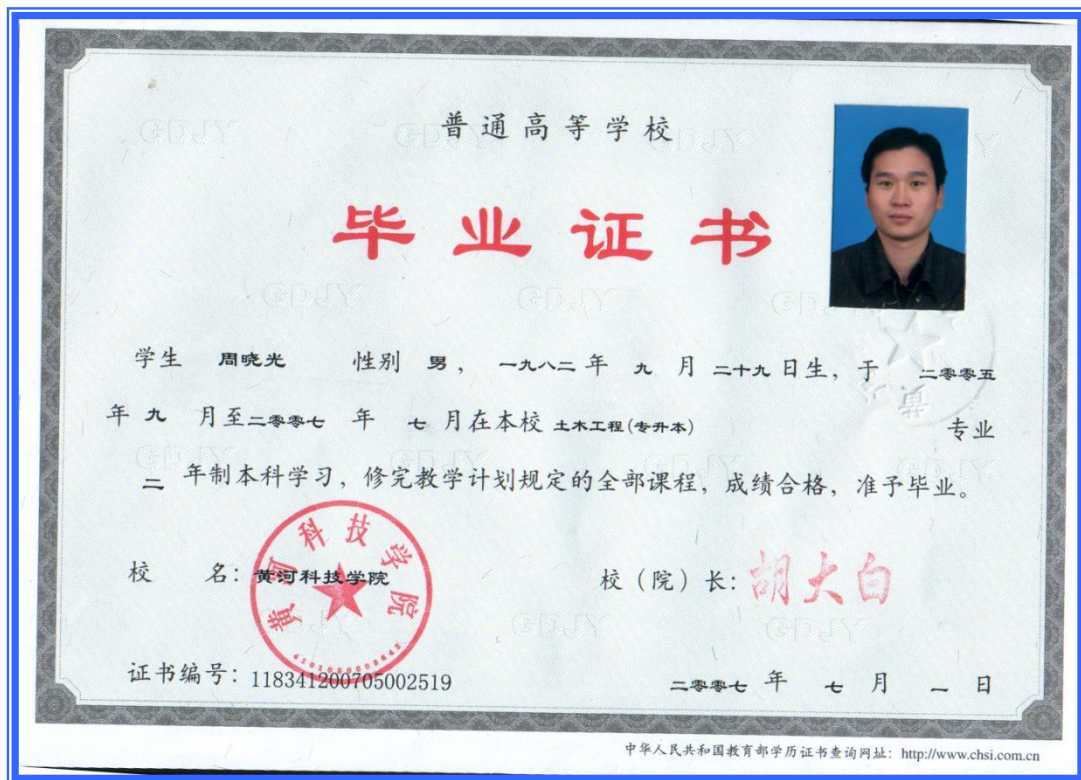 普通高等学校
毕业证书
学生 周晓光 性别 男， 一九八二 年 九 月 二十九 日生，于 二零零五
年 九 月至 二零零七 年 七 月在本校 土木工程(专升本) 专业
二 年制本科学习，修完教学计划规定的全部课程，成绩合格，准予毕业。
黄河科技学院
校 名：黄河科技学院 校（院）长：胡大白
证书编号：118341200705002519 二零零七 年 七 月 一 日
中华人民共和国教育部学历证书查询网址：http://www.chsi.com.cn